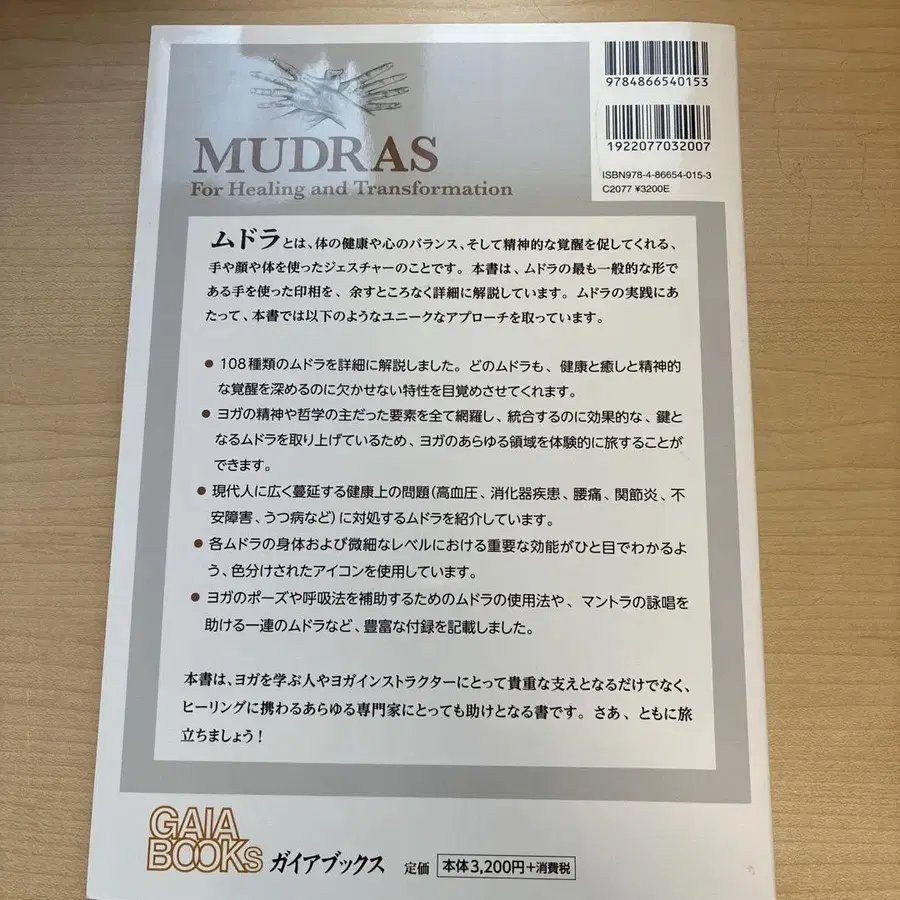 9784866540153
1922077032007
ISBN978-4-86654-015-3
C2077 ¥3200E
MUDRAS
For Healing and Transformation
ムドラとは、体の健康や心のバランス、そして精神的な覚醒を促してくれる、
手や顔や体を使ったジェスチャーのことです。本書は、ムドラの最も一般的な形で
ある手を使った印相を、余すところなく詳細に解説しています。ムドラの実践にあ
たって、本書では以下のようなユニークなアプローチを取っています。
● 108種類のムドラを詳細に解説しました。どのムドラも、健康と癒しと精神的
な覚醒を深めるのに欠かせない特性を目覚めさせてくれます。
● ヨガの精神や哲学の主だった要素を全て網羅し、統合するのに効果的な、鍵と
なるムドラを取り上げているため、ヨガのあらゆる領域を体験的に旅することが
できます。
● 現代人に広く蔓延する健康上の問題(高血圧、消化器疾患、腰痛、関節炎、不
安障害、うつ病など)に対処するムドラを紹介しています。
● 各ムドラの身体および微細なレベルにおける重要な効能がひと目でわかるよ
う、色分けされたアイコンを使用しています。
● ヨガのポーズや呼吸法を補助するためのムドラの使用法や、マントラの詠唱を
助ける一連のムドラなど、豊富な付録を記載しました。
本書は、ヨガを学ぶ人やヨガインストラクターにとって貴重な支えとなるだけでなく、
ヒーリングに携わるあらゆる専門家にとっても助けとなる書です。さあ、ともに旅
立ちましょう!
GAIA
BOOKS ガイアブックス 定価 本体3,200円+消費税